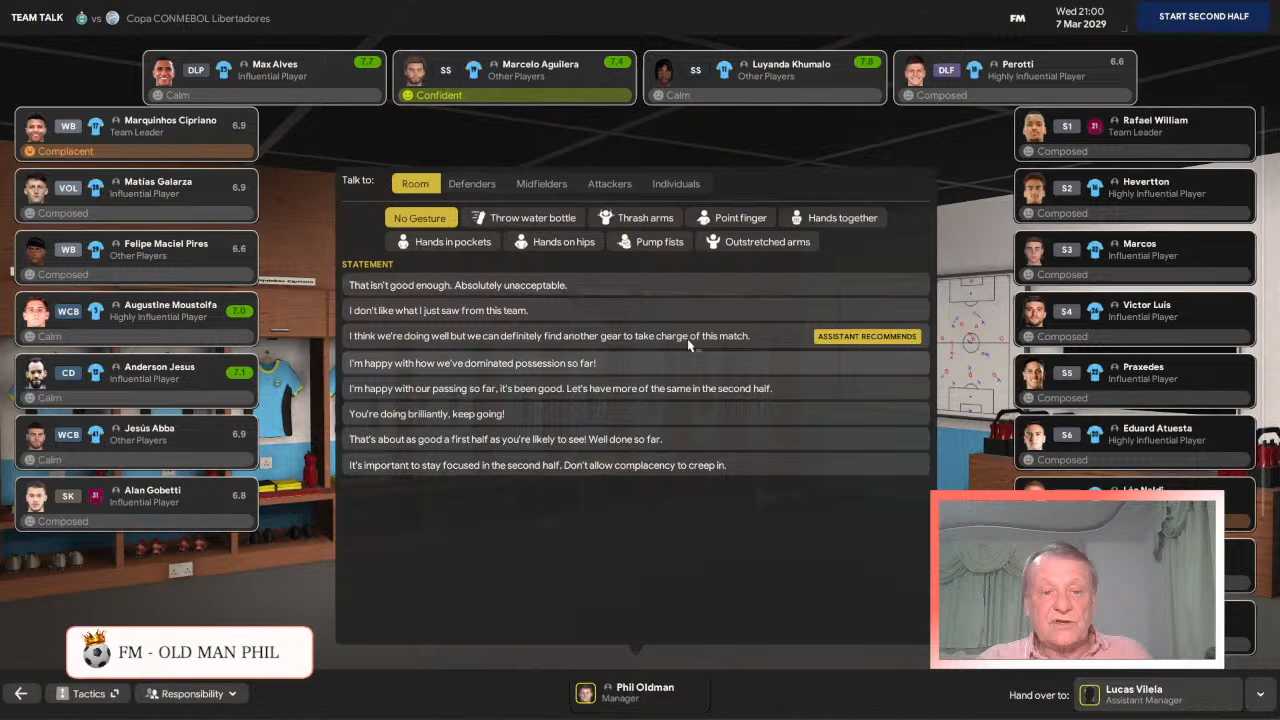 TEAM TALK
vs
Copa CONMEBOL Libertadores
FM
Wed 21:00
7 Mar 2029
START SECOND HALF
DLP
Max Alves
Influential Player
7.7
Calm
SS
Marcelo Aguilera
Other Players
7.4
Confident
SS
Luyanda Khumalo
Other Players
7.8
Calm
DLF
Perotti
Highly Influential Player
6.6
Composed
WB
Marquinhos Cipriano
Team Leader
6.9
Complacent
VOL
Matías Galarza
Influential Player
6.9
Composed
WB
Felipe Maciel Pires
Other Players
6.6
Composed
WCB
Augustine Moustoifa
Highly Influential Player
7.0
Calm
CD
Anderson Jesus
Influential Player
7.1
Calm
WCB
Jesús Abba
Other Players
6.9
Calm
SK
31
Alan Gobetti
Influential Player
6.8
Composed
Talk to:
Room
Defenders
Midfielders
Attackers
Individuals
No Gesture
Throw water bottle
Thrash arms
Point finger
Hands together
Hands in pockets
Hands on hips
Pump fists
Outstretched arms
STATEMENT
That isn't good enough. Absolutely unacceptable.
I don't like what I just saw from this team.
I think we're doing well but we can definitely find another gear to take charge of this match.
ASSISTANT RECOMMENDS
I'm happy with how we've dominated possession so far!
I'm happy with our passing so far, it's been good. Let's have more of the same in the second half.
You're doing brilliantly, keep going!
That's about as good a first half as you're likely to see! Well done so far.
It's important to stay focused in the second half. Don't allow complacency to creep in.
S1
21
Rafael William
Team Leader
Composed
S2
Hevertton
Highly Influential Player
Composed
S3
Marcos
Influential Player
Composed
S4
Victor Luis
Influential Player
Composed
S5
Praxedes
Influential Player
Composed
S6
Eduard Atuesta
Highly Influential Player
Composed
FM - OLD MAN PHIL
Tactics
Responsibility
Phil Oldman
Manager
Hand over to:
Lucas Vilela
Assistant Manager